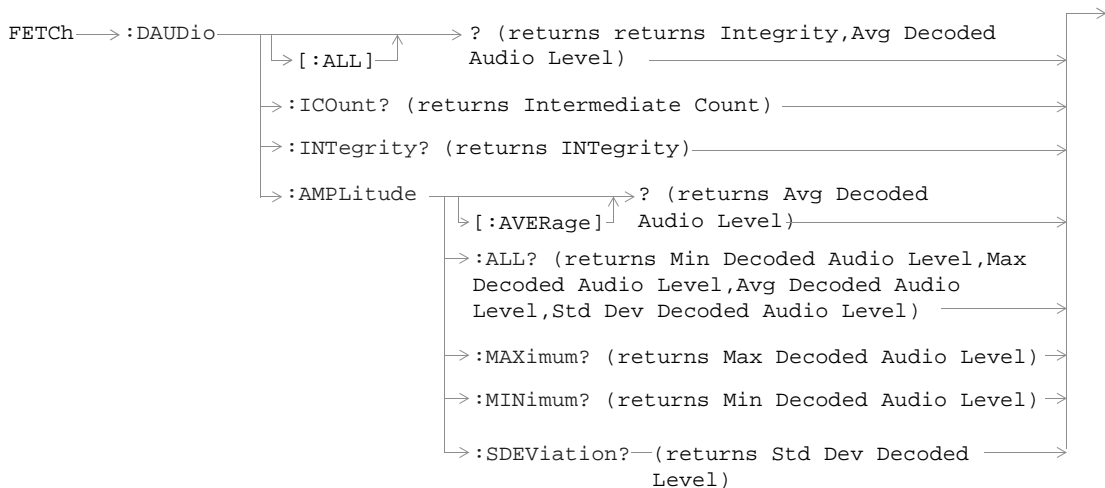 FETCh :DAUDio ? (returns returns Integrity,Avg Decoded
[:ALL] Audio Level)
:ICOunt? (returns Intermediate Count)
:INTegrity? (returns INTegrity)
:AMPLitude ? (returns Avg Decoded
[:AVERage] Audio Level)
:ALL? (returns Min Decoded Audio Level,Max
Decoded Audio Level,Avg Decoded Audio
Level,Std Dev Decoded Audio Level)
:MAXimum? (returns Max Decoded Audio Level)
:MINimum? (returns Min Decoded Audio Level)
:SDEViation? (returns Std Dev Decoded
Level)